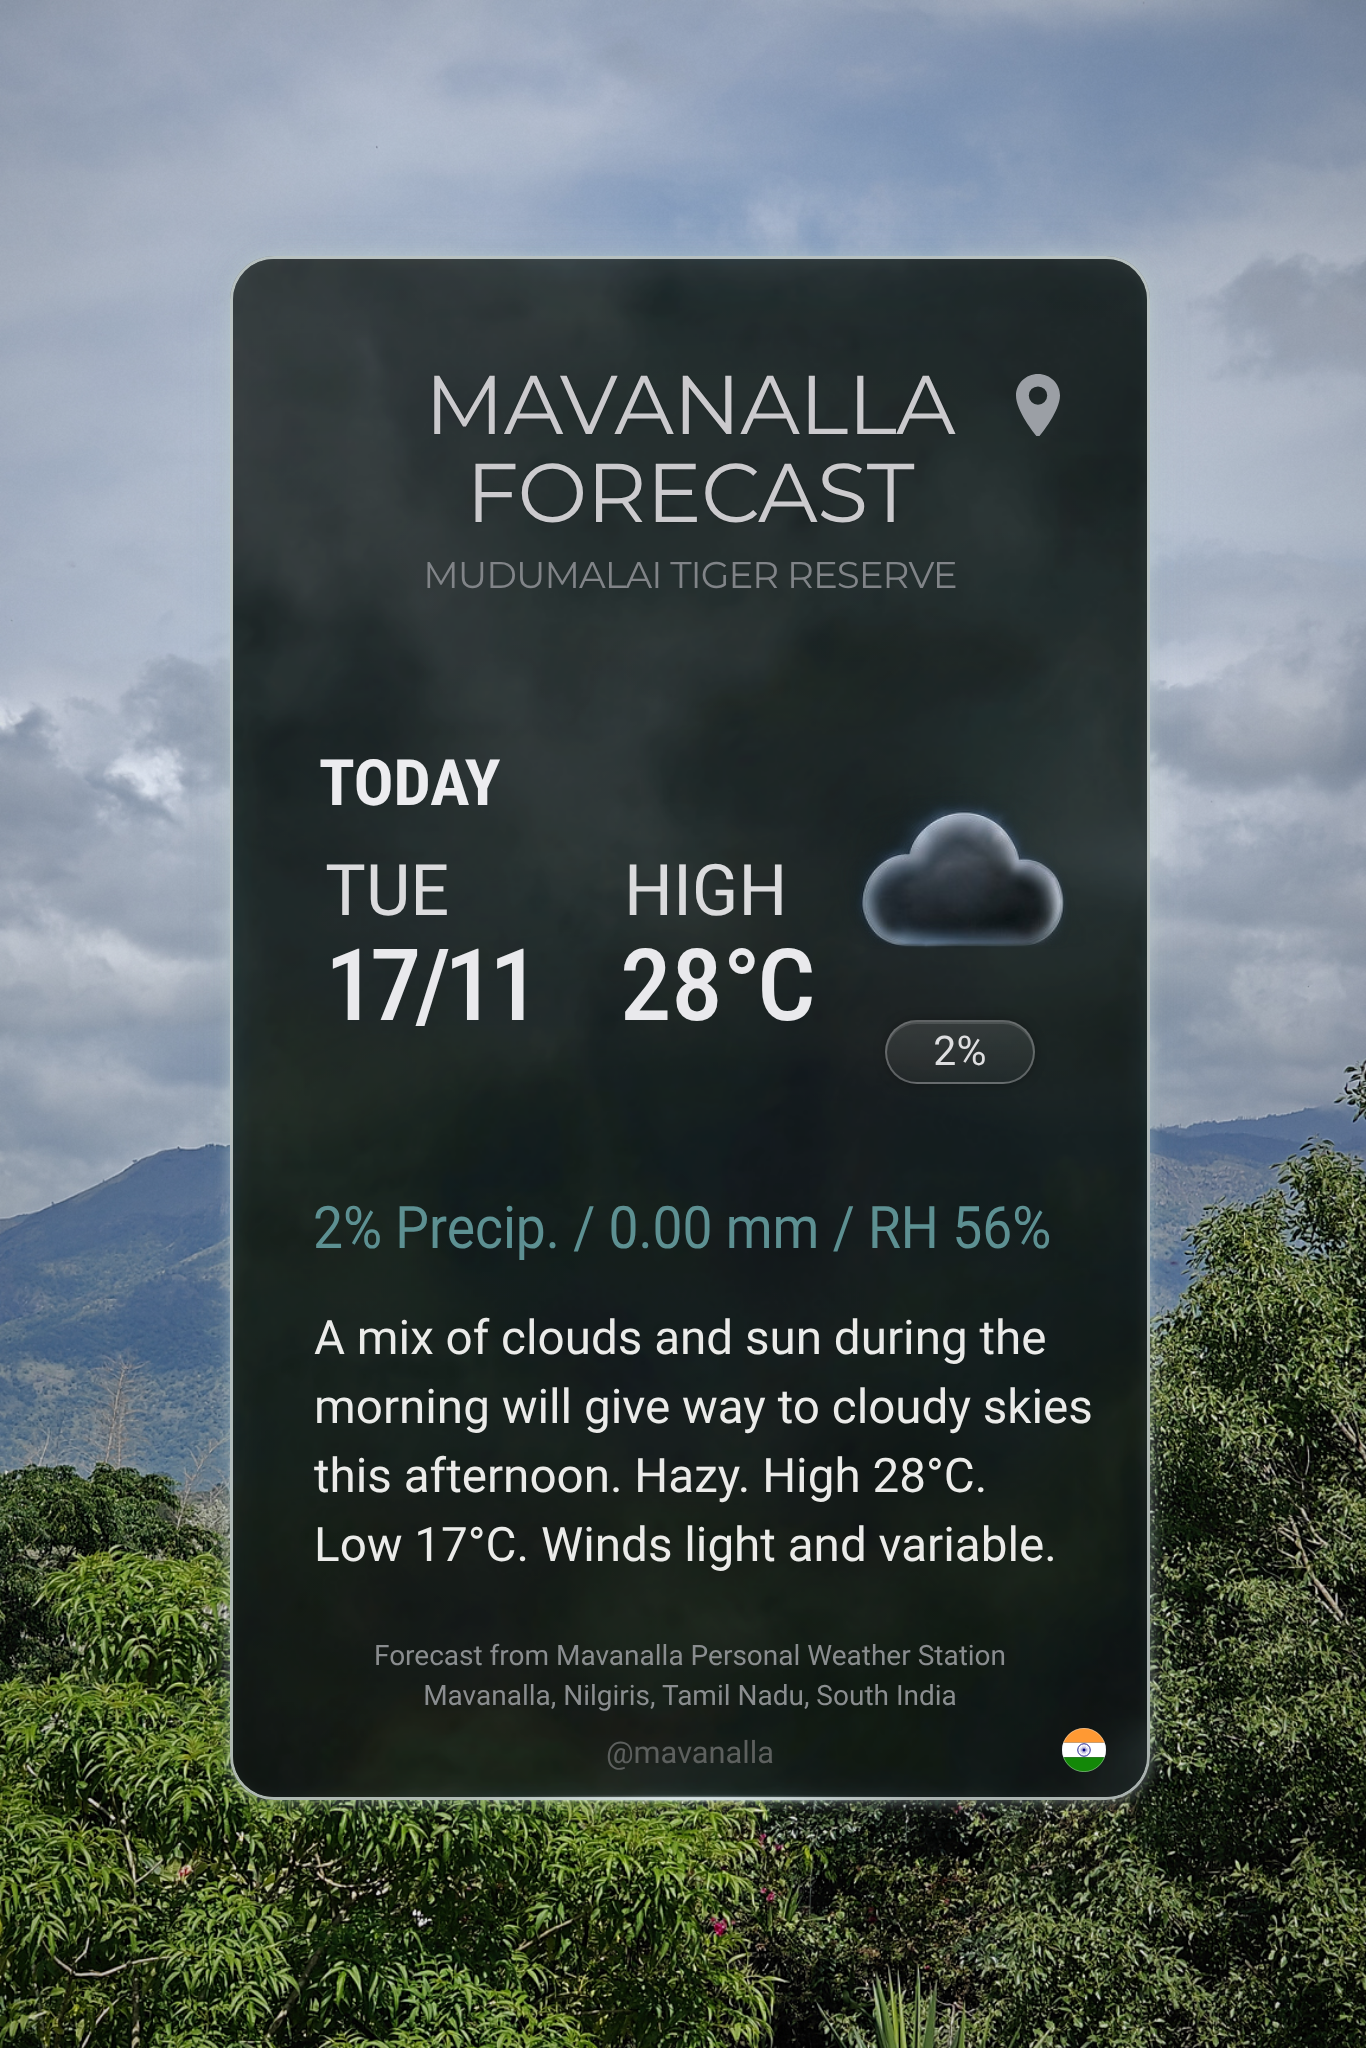 MAVANALLA
FORECAST
MUDUMALAI TIGER RESERVE
TODAY
TUE
17/11
HIGH
28°C
2%
2% Precip. / 0.00 mm / RH 56%
A mix of clouds and sun during the
morning will give way to cloudy skies
this afternoon. Hazy. High 28°C.
Low 17°C. Winds light and variable.
Forecast from Mavanalla Personal Weather Station
Mavanalla, Nilgiris, Tamil Nadu, South India
@mavanalla